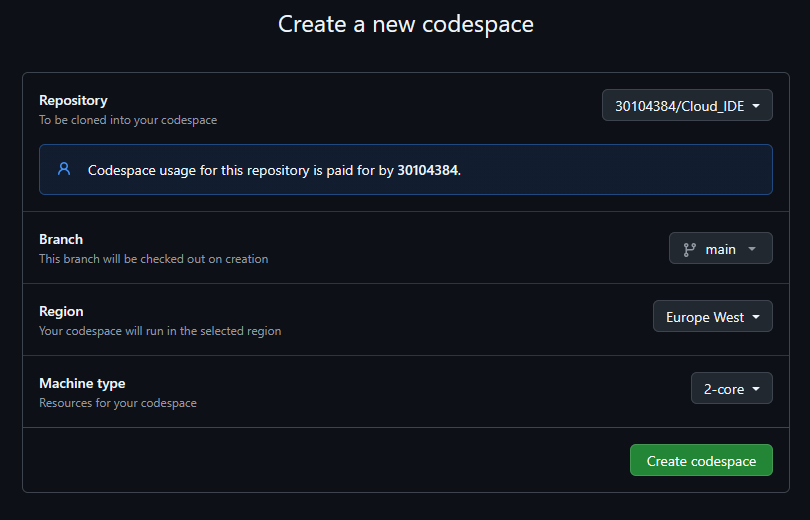 Create a new codespace
Repository
30104384/Cloud_IDE
To be cloned into your codespace
Codespace usage for this repository is paid for by 30104384.
Branch
main
This branch will be checked out on creation
Region
Europe West
Your codespace will run in the selected region
Machine type
2-core
Resources for your codespace
Create codespace